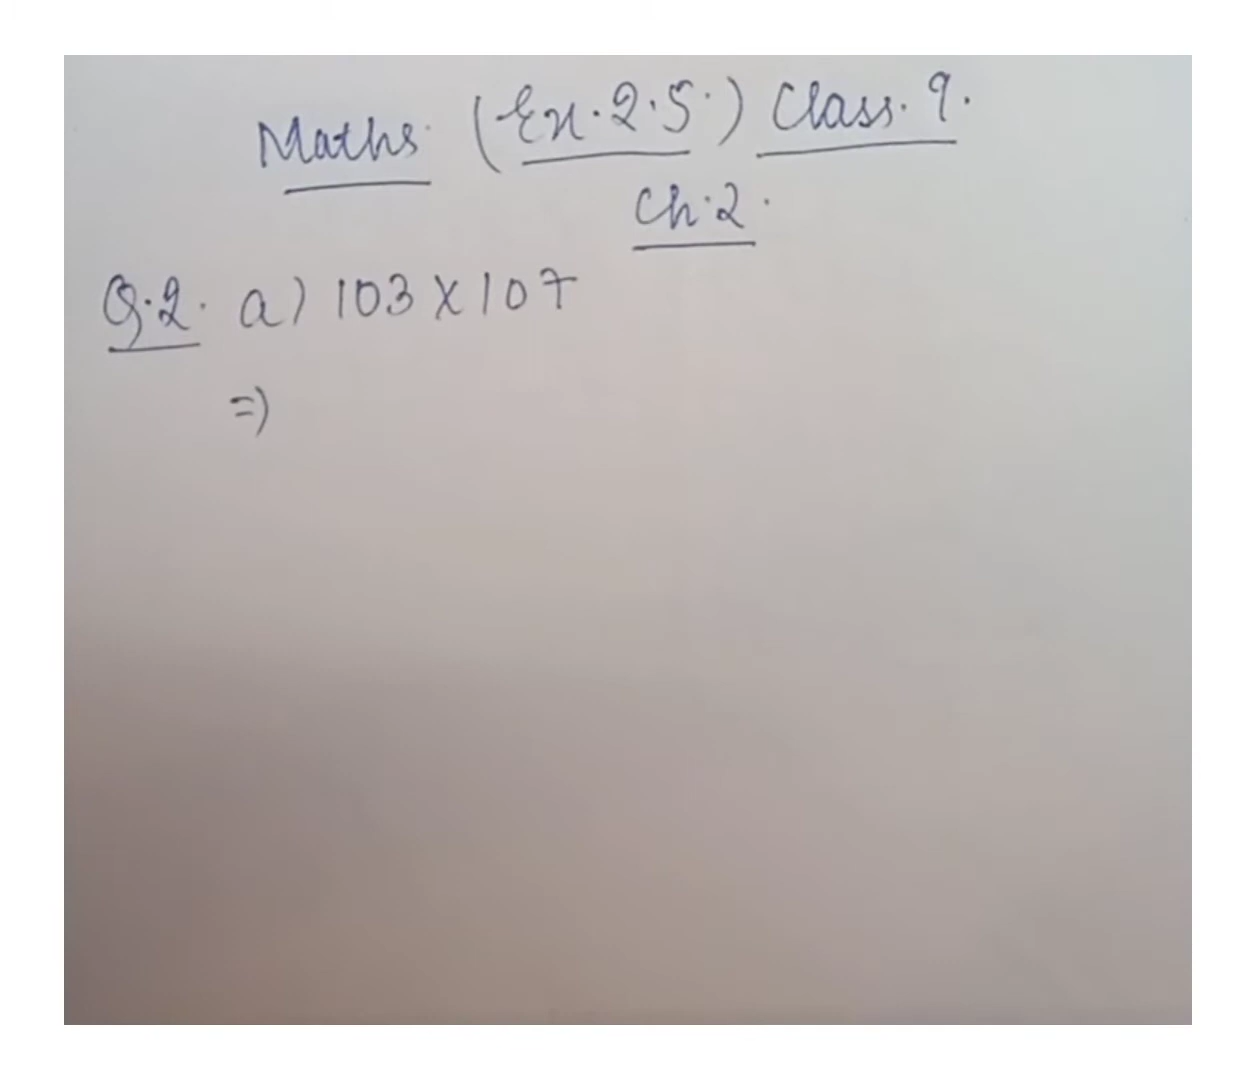 Maths (Ex. 2.5.) Class. 9.
Ch. 2.
Q.2. a) 103 x 107
=)